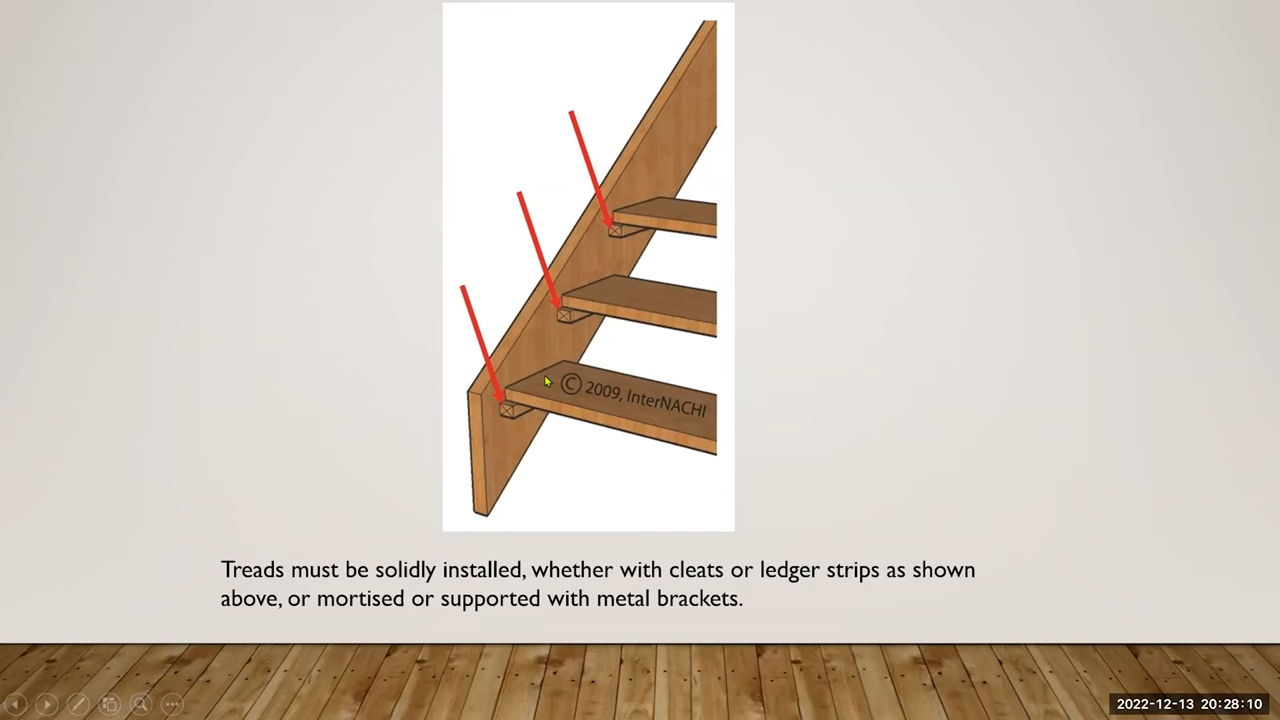 © 2009, InterNACHI
Treads must be solidly installed, whether with cleats or ledger strips as shown
above, or mortised or supported with metal brackets.
2022-12-13 20:28:10